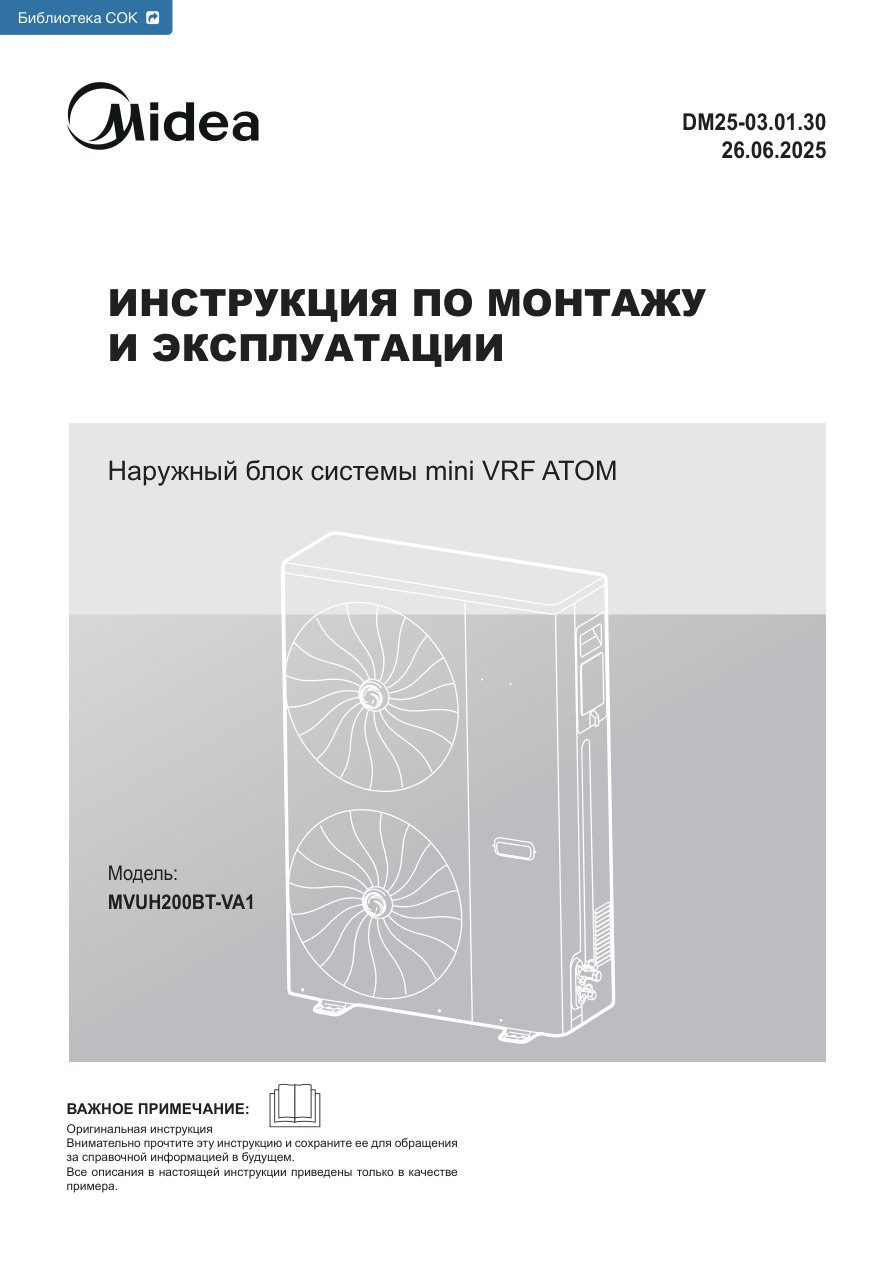 Библиотека СОК
Midea
DM25-03.01.30
26.06.2025
ИНСТРУКЦИЯ ПО МОНТАЖУ
И ЭКСПЛУАТАЦИИ
Наружный блок системы mini VRF ATOM
Модель:
MVUH200BT-VA1
ВАЖНОЕ ПРИМЕЧАНИЕ:
Оригинальная инструкция
Внимательно прочтите эту инструкцию и сохраните ее для обращения
за справочной информацией в будущем.
Все описания в настоящей инструкции приведены только в качестве
примера.